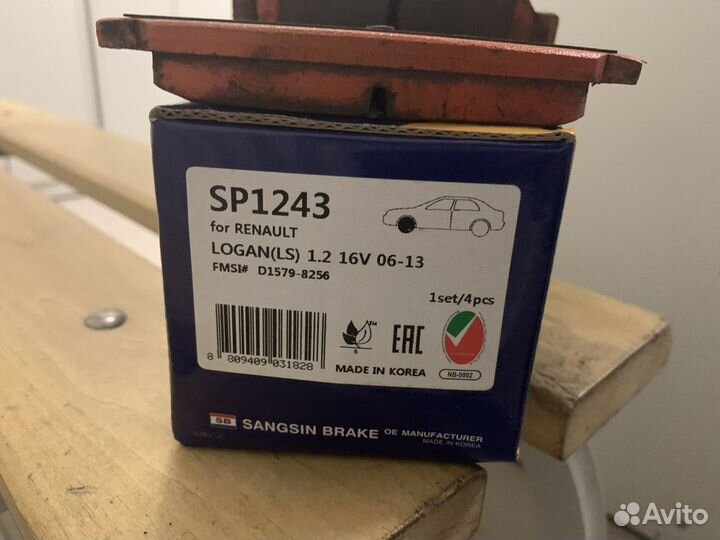 SP1243
for RENAULT
LOGAN(LS) 1.2 16V 06-13
FMSI# D1579-8256
1set/4pcs
TM
B
EAC
8 809409 031828
MADE IN KOREA
NB-0002
SB SANGSIN BRAKE OE MANUFACTURER
MADE IN KOREA
Avito